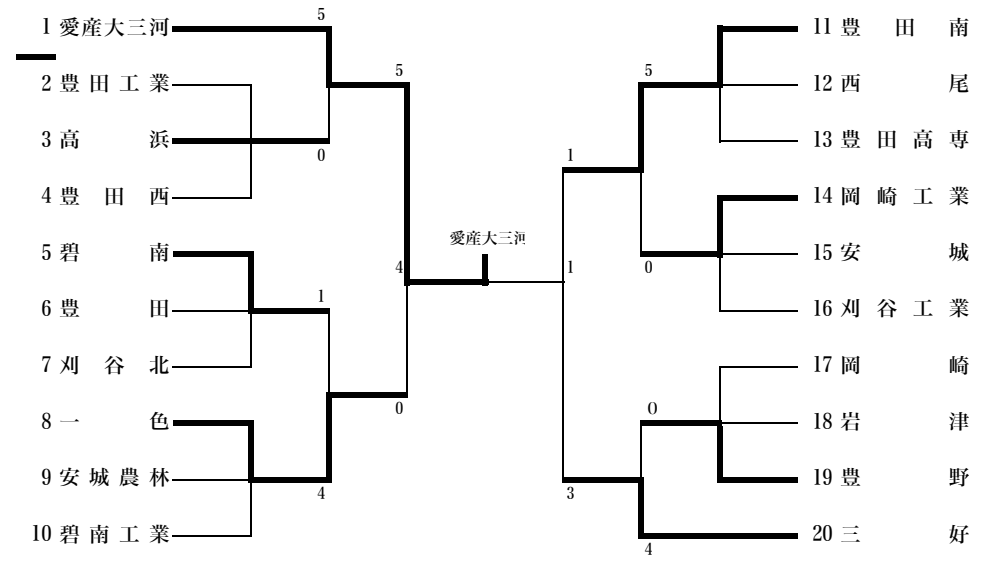 1 愛産大三河
2 豊田工業
3 高浜
4 豊田西
5 碧南
6 豊田
7 刈谷北
8 一色
9 安城農林
10 碧南工業
5
0
1
4
5
0
4
愛産大三河
1
1
3
5
0
0
4
11 豊田南
12 西尾
13 豊田高専
14 岡崎工業
15 安城
16 刈谷工業
17 岡崎
18 岩津
19 豊野
20 三好